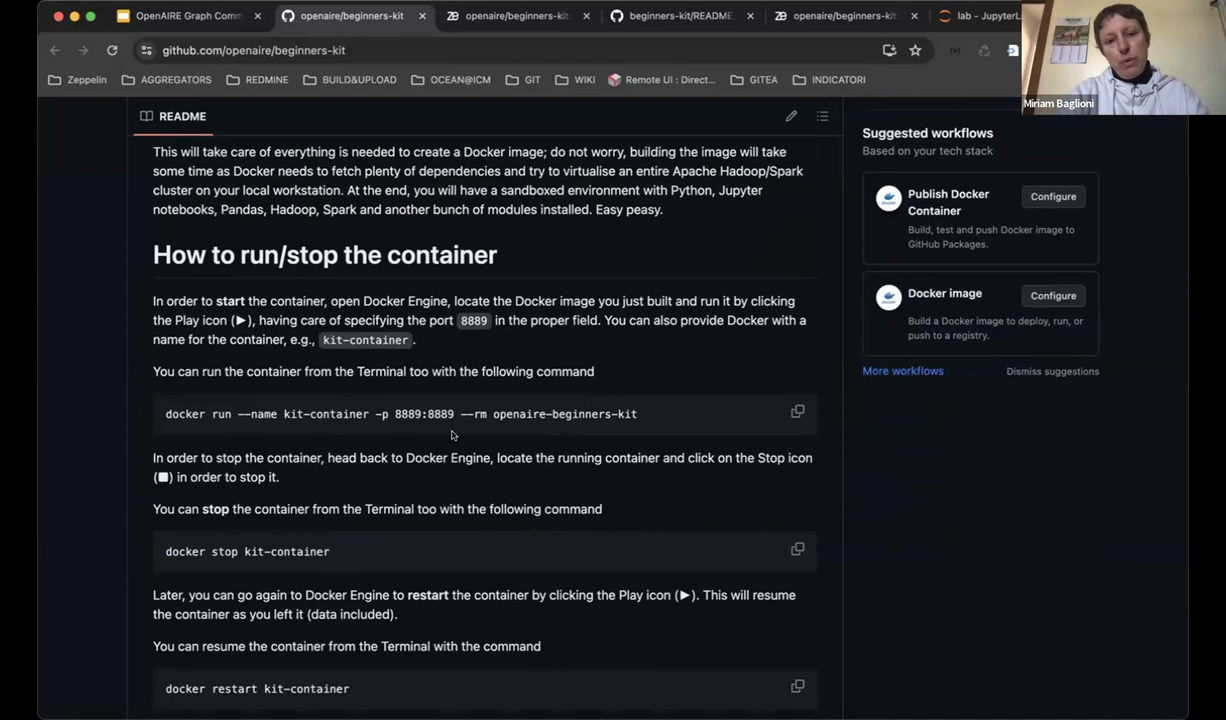 OpenAIRE Graph Comm
openaire/beginners-kit
openaire/beginners-kit
beginners-kit/README.
openaire/beginners-kit
lab - JupyterL
github.com/openaire/beginners-kit
Zeppelin
AGGREGATORS
REDMINE
BUILD&UPLOAD
OCEAN@ICM
GIT
WIKI
Remote UI : Direct...
GITEA
INDICATORI
Miriam Baglioni
README
This will take care of everything is needed to create a Docker image; do not worry, building the image will take
some time as Docker needs to fetch plenty of dependencies and try to virtualise an entire Apache Hadoop/Spark
cluster on your local workstation. At the end, you will have a sandboxed environment with Python, Jupyter
notebooks, Pandas, Hadoop, Spark and another bunch of modules installed. Easy peasy.
How to run/stop the container
In order to start the container, open Docker Engine, locate the Docker image you just built and run it by clicking
the Play icon (▶), having care of specifying the port 8889 in the proper field. You can also provide Docker with a
name for the container, e.g., kit-container.
You can run the container from the Terminal too with the following command
docker run --name kit-container -p 8889:8889 --rm openaire-beginners-kit
In order to stop the container, head back to Docker Engine, locate the running container and click on the Stop icon
(■) in order to stop it.
You can stop the container from the Terminal too with the following command
docker stop kit-container
Later, you can go again to Docker Engine to restart the container by clicking the Play icon (▶). This will resume
the container as you left it (data included).
You can resume the container from the Terminal with the command
docker restart kit-container
Suggested workflows
Based on your tech stack
Publish Docker
Container
Configure
Build, test and push Docker image to
GitHub Packages.
Docker image
Configure
Build a Docker image to deploy, run, or
push to a registry.
More workflows
Dismiss suggestions